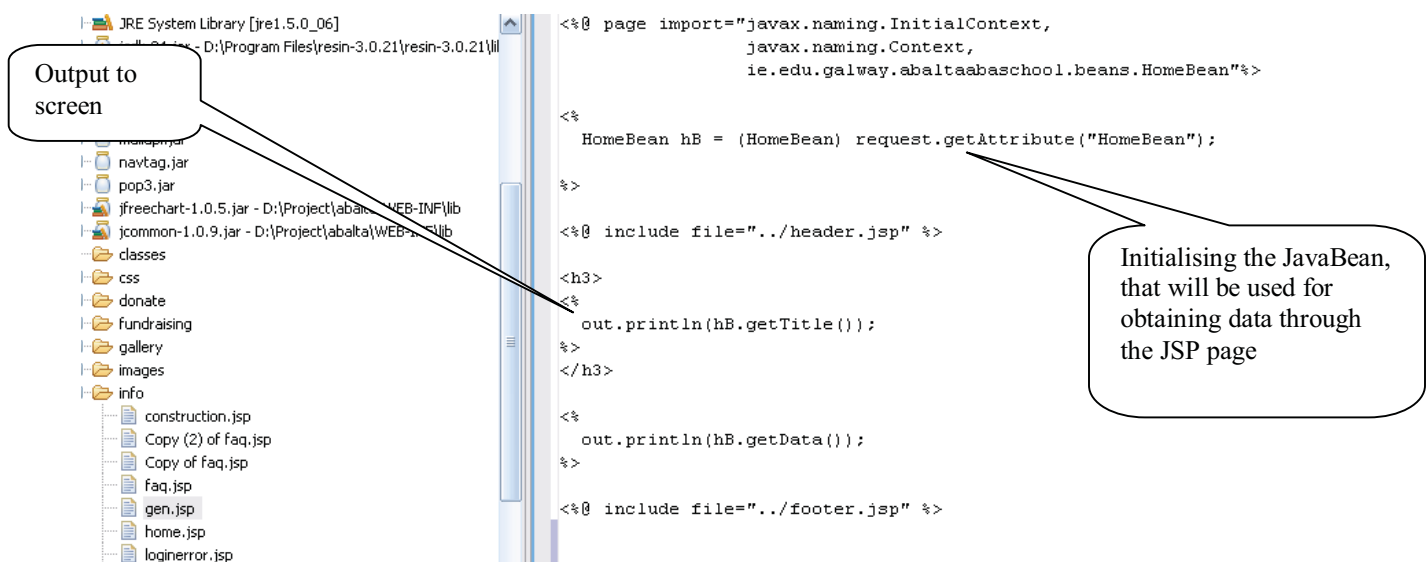 JRE System Library [jre1.5.0_06]
- D:\Program Files\resin-3.0.21\resin-3.0.21\lil
Output to
screen
navtag.jar
pop3.jar
jfreechart-1.0.5.jar - D:\Project\abalta\WEB-INF\lib
jcommon-1.0.9.jar - D:\Project\abalta\WEB-INF\lib
classes
css
donate
fundraising
gallery
images
info
construction.jsp
Copy (2) of faq.jsp
Copy of faq.jsp
faq.jsp
gen.jsp
home.jsp
loginerror.jsp
<%@ page import="javax.naming.InitialContext,
javax.naming.Context,
ie.edu.galway.abaltaabaschool.beans.HomeBean"%>
<%
HomeBean hB = (HomeBean) request.getAttribute("HomeBean");
%>
<%@ include file="../header.jsp" %>
<h3>
<%
out.println(hB.getTitle());
%>
</h3>
<%
out.println(hB.getData());
%>
<%@ include file="../footer.jsp" %>
Initialising the JavaBean,
that will be used for
obtaining data through
the JSP page